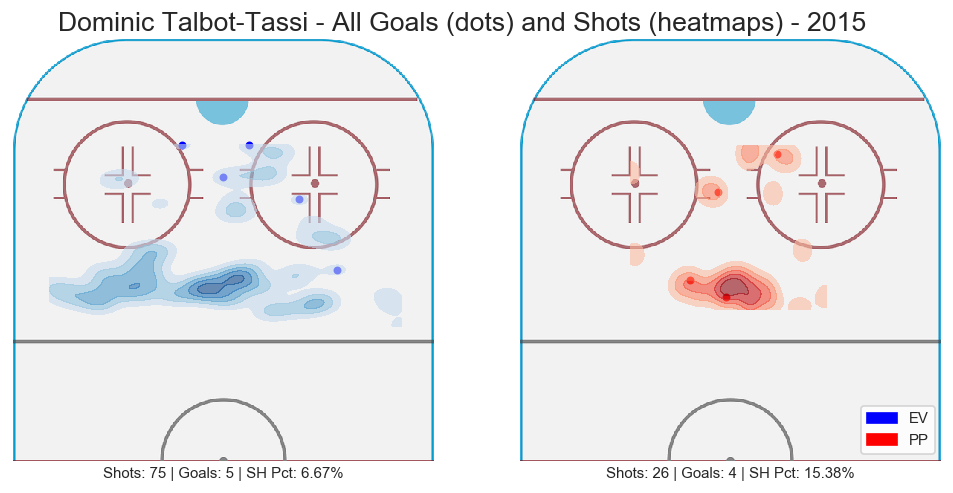 Dominic Talbot-Tassi - All Goals (dots) and Shots (heatmaps) - 2015
EV
PP
Shots: 75 | Goals: 5 | SH Pct: 6.67%
Shots: 26 | Goals: 4 | SH Pct: 15.38%